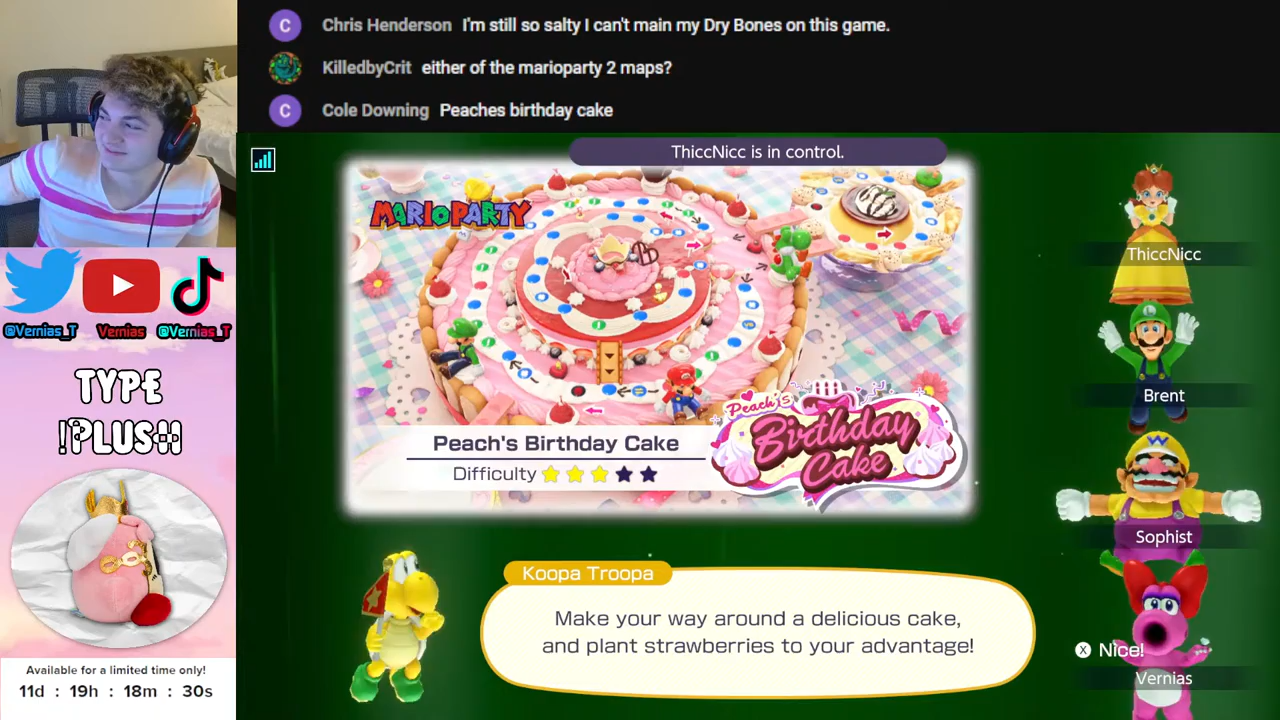 Chris Henderson I'm still so salty I can't main my Dry Bones on this game.
KilledbyCrit either of the marioparty 2 maps?
Cole Downing Peaches birthday cake
ThiccNicc is in control.
MARIOPARTY
Peach's
Birthday
Cake
Peach's Birthday Cake
Difficulty
Koopa Troopa
Make your way around a delicious cake,
and plant strawberries to your advantage!
ThiccNicc
Brent
Sophist
X Nice!
Vernias
@Vernias_T Vernias @Vernias_T
TYPE
!PLUSH
Available for a limited time only!
11d : 19h : 18m : 30s